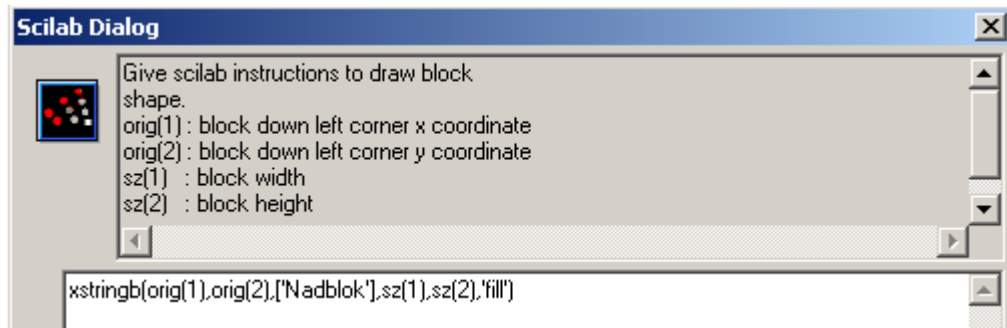 Scilab Dialog
Give scilab instructions to draw block
shape.
orig(1) : block down left corner x coordinate
orig(2) : block down left corner y coordinate
sz(1) : block width
sz(2) : block height
xstringb(orig(1),orig(2),['Nadblok'],sz(1),sz(2),'fill')